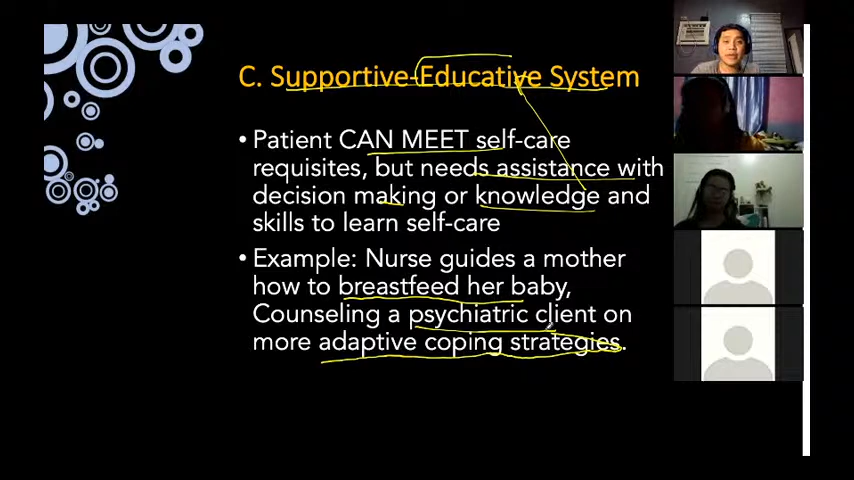 C. Supportive-Educative System
• Patient CAN MEET self-care
requisites, but needs assistance with
decision making or knowledge and
skills to learn self-care
• Example: Nurse guides a mother
how to breastfeed her baby,
Counseling a psychiatric client on
more adaptive coping strategies.